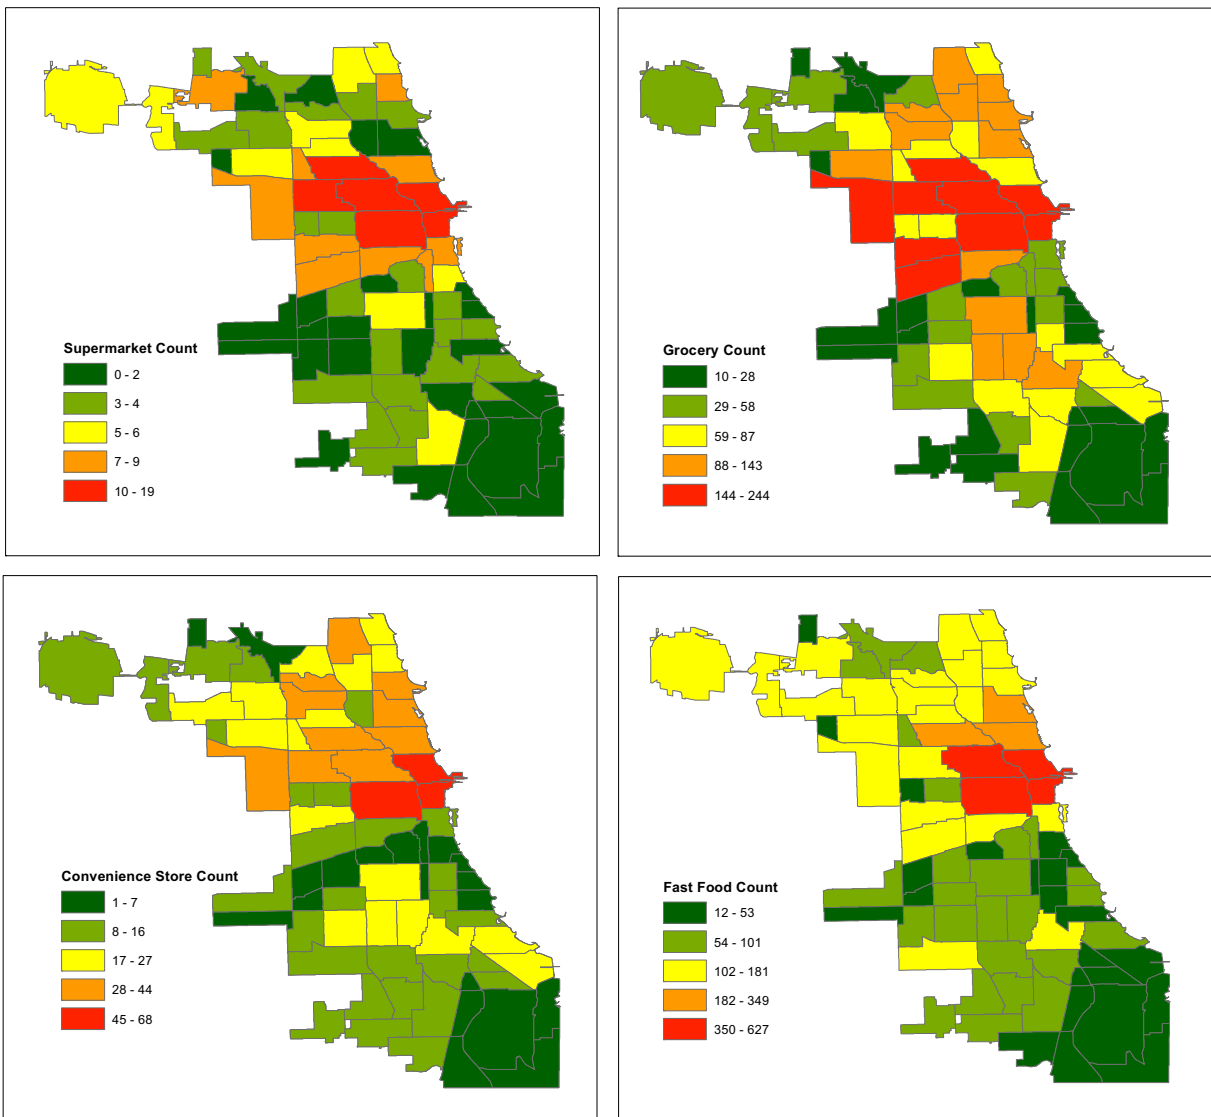 Supermarket Count
0 - 2
3 - 4
5 - 6
7 - 9
10 - 19
Grocery Count
10 - 28
29 - 58
59 - 87
88 - 143
144 - 244
Convenience Store Count
1 - 7
8 - 16
17 - 27
28 - 44
45 - 68
Fast Food Count
12 - 53
54 - 101
102 - 181
182 - 349
350 - 627